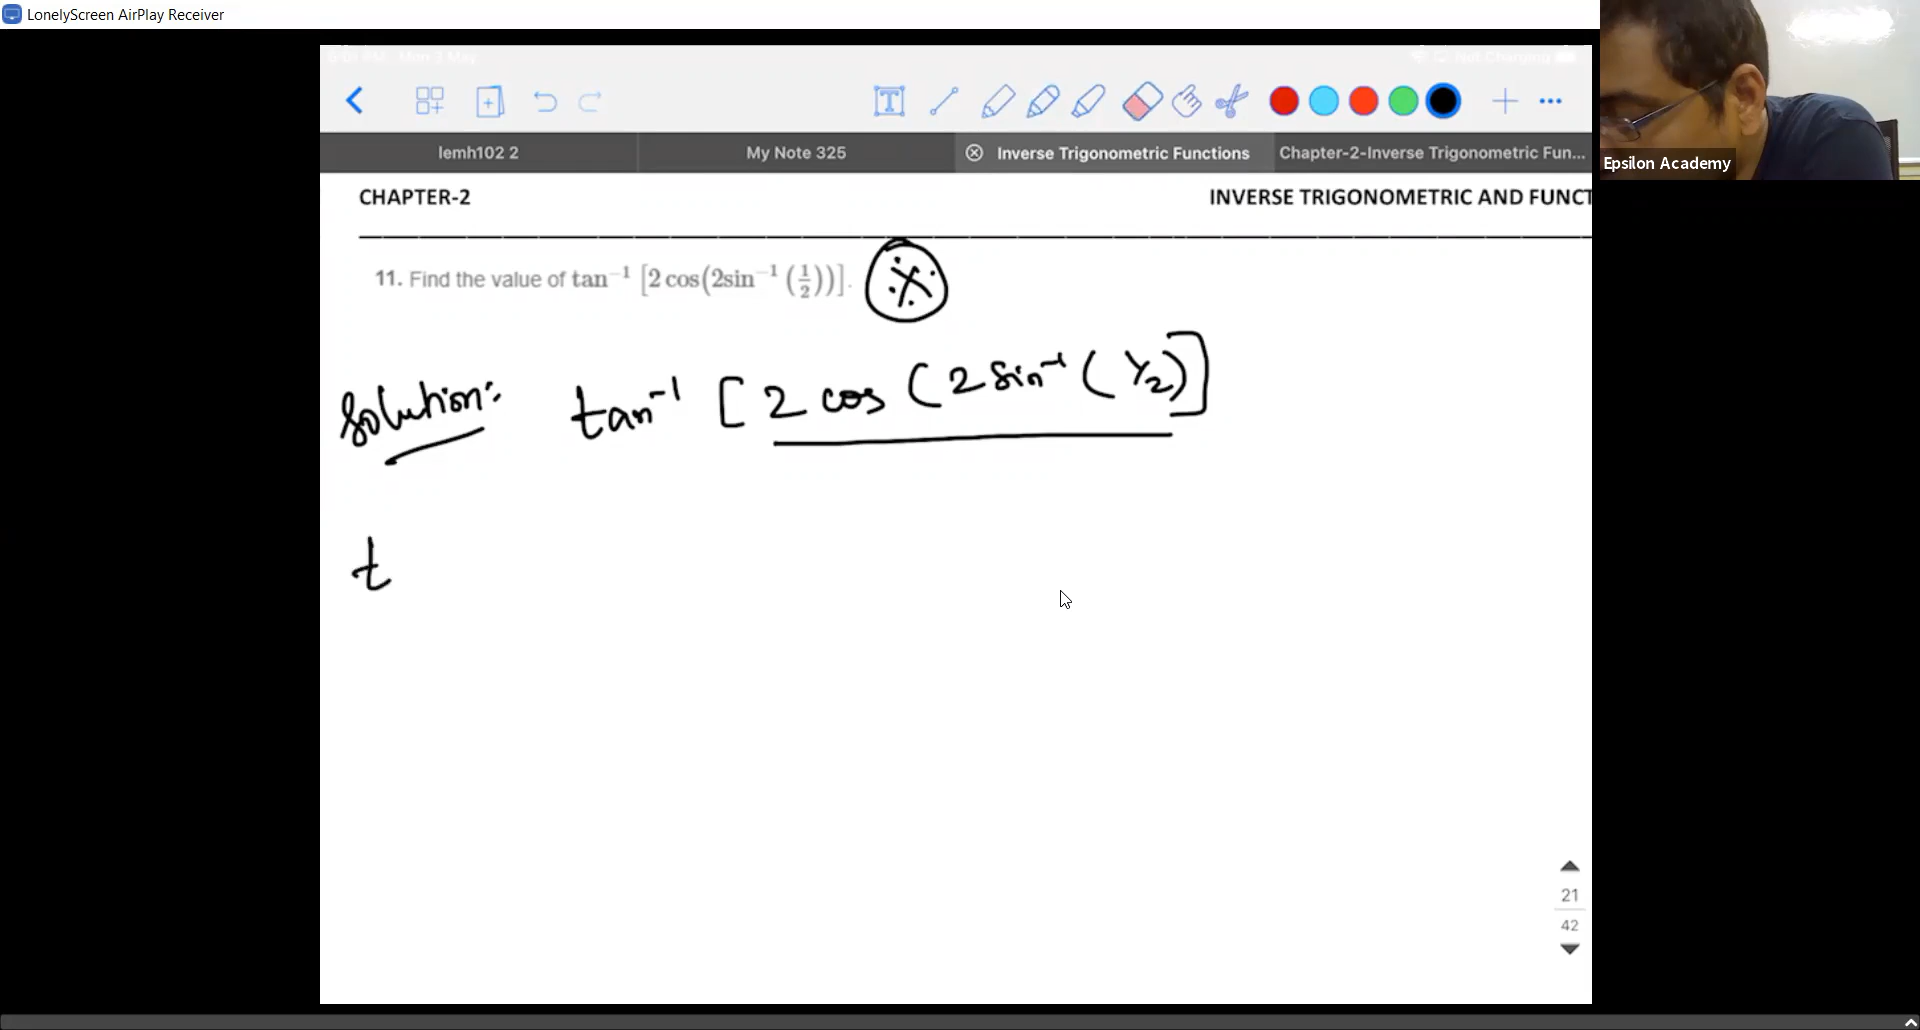 LonelyScreen AirPlay Receiver
T
lemh102 2
My Note 325
Inverse Trigonometric Functions
Chapter-2-Inverse Trigonometric Fun...
Epsilon Academy
CHAPTER-2
INVERSE TRIGONOMETRIC AND FUNCT
11. Find the value of tan⁻¹ [2 cos(2sin⁻¹ (1/2))].
Solution: tan⁻¹ [2 cos (2 sin⁻¹ (1/2)]
t
21
42